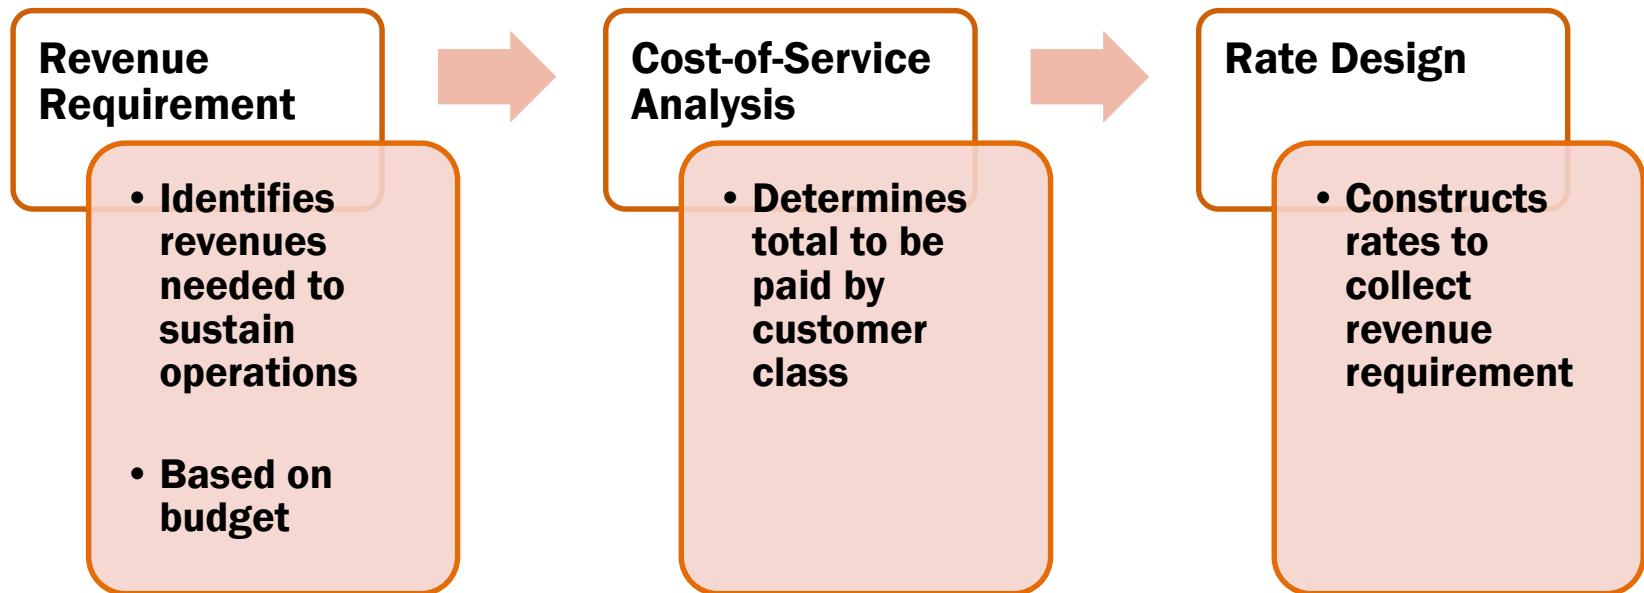 Revenue
Requirement
• Identifies
revenues
needed to
sustain
operations
• Based on
budget
Cost-of-Service
Analysis
• Determines
total to be
paid by
customer
class
Rate Design
• Constructs
rates to
collect
revenue
requirement